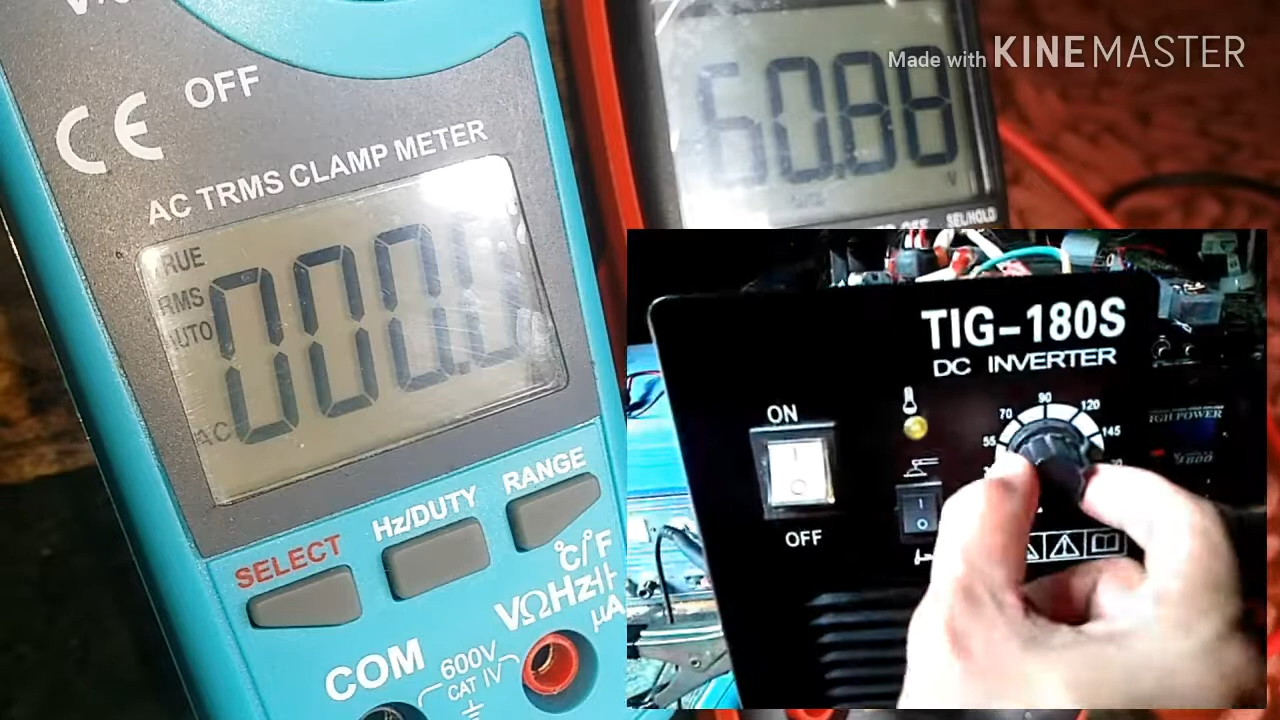 OFF
CE
AC TRMS CLAMP METER
TRUE
RMS
AUTO
000.0
AC
SELECT
Hz/DUTY
RANGE
°C/°F
VΩHz
µA
COM
600V
CAT IV
60.88
V
AUTO
SEL/HOLD
Made with KINEMASTER
TIG-180S
DC INVERTER
ON
OFF
55
70
90
120
145